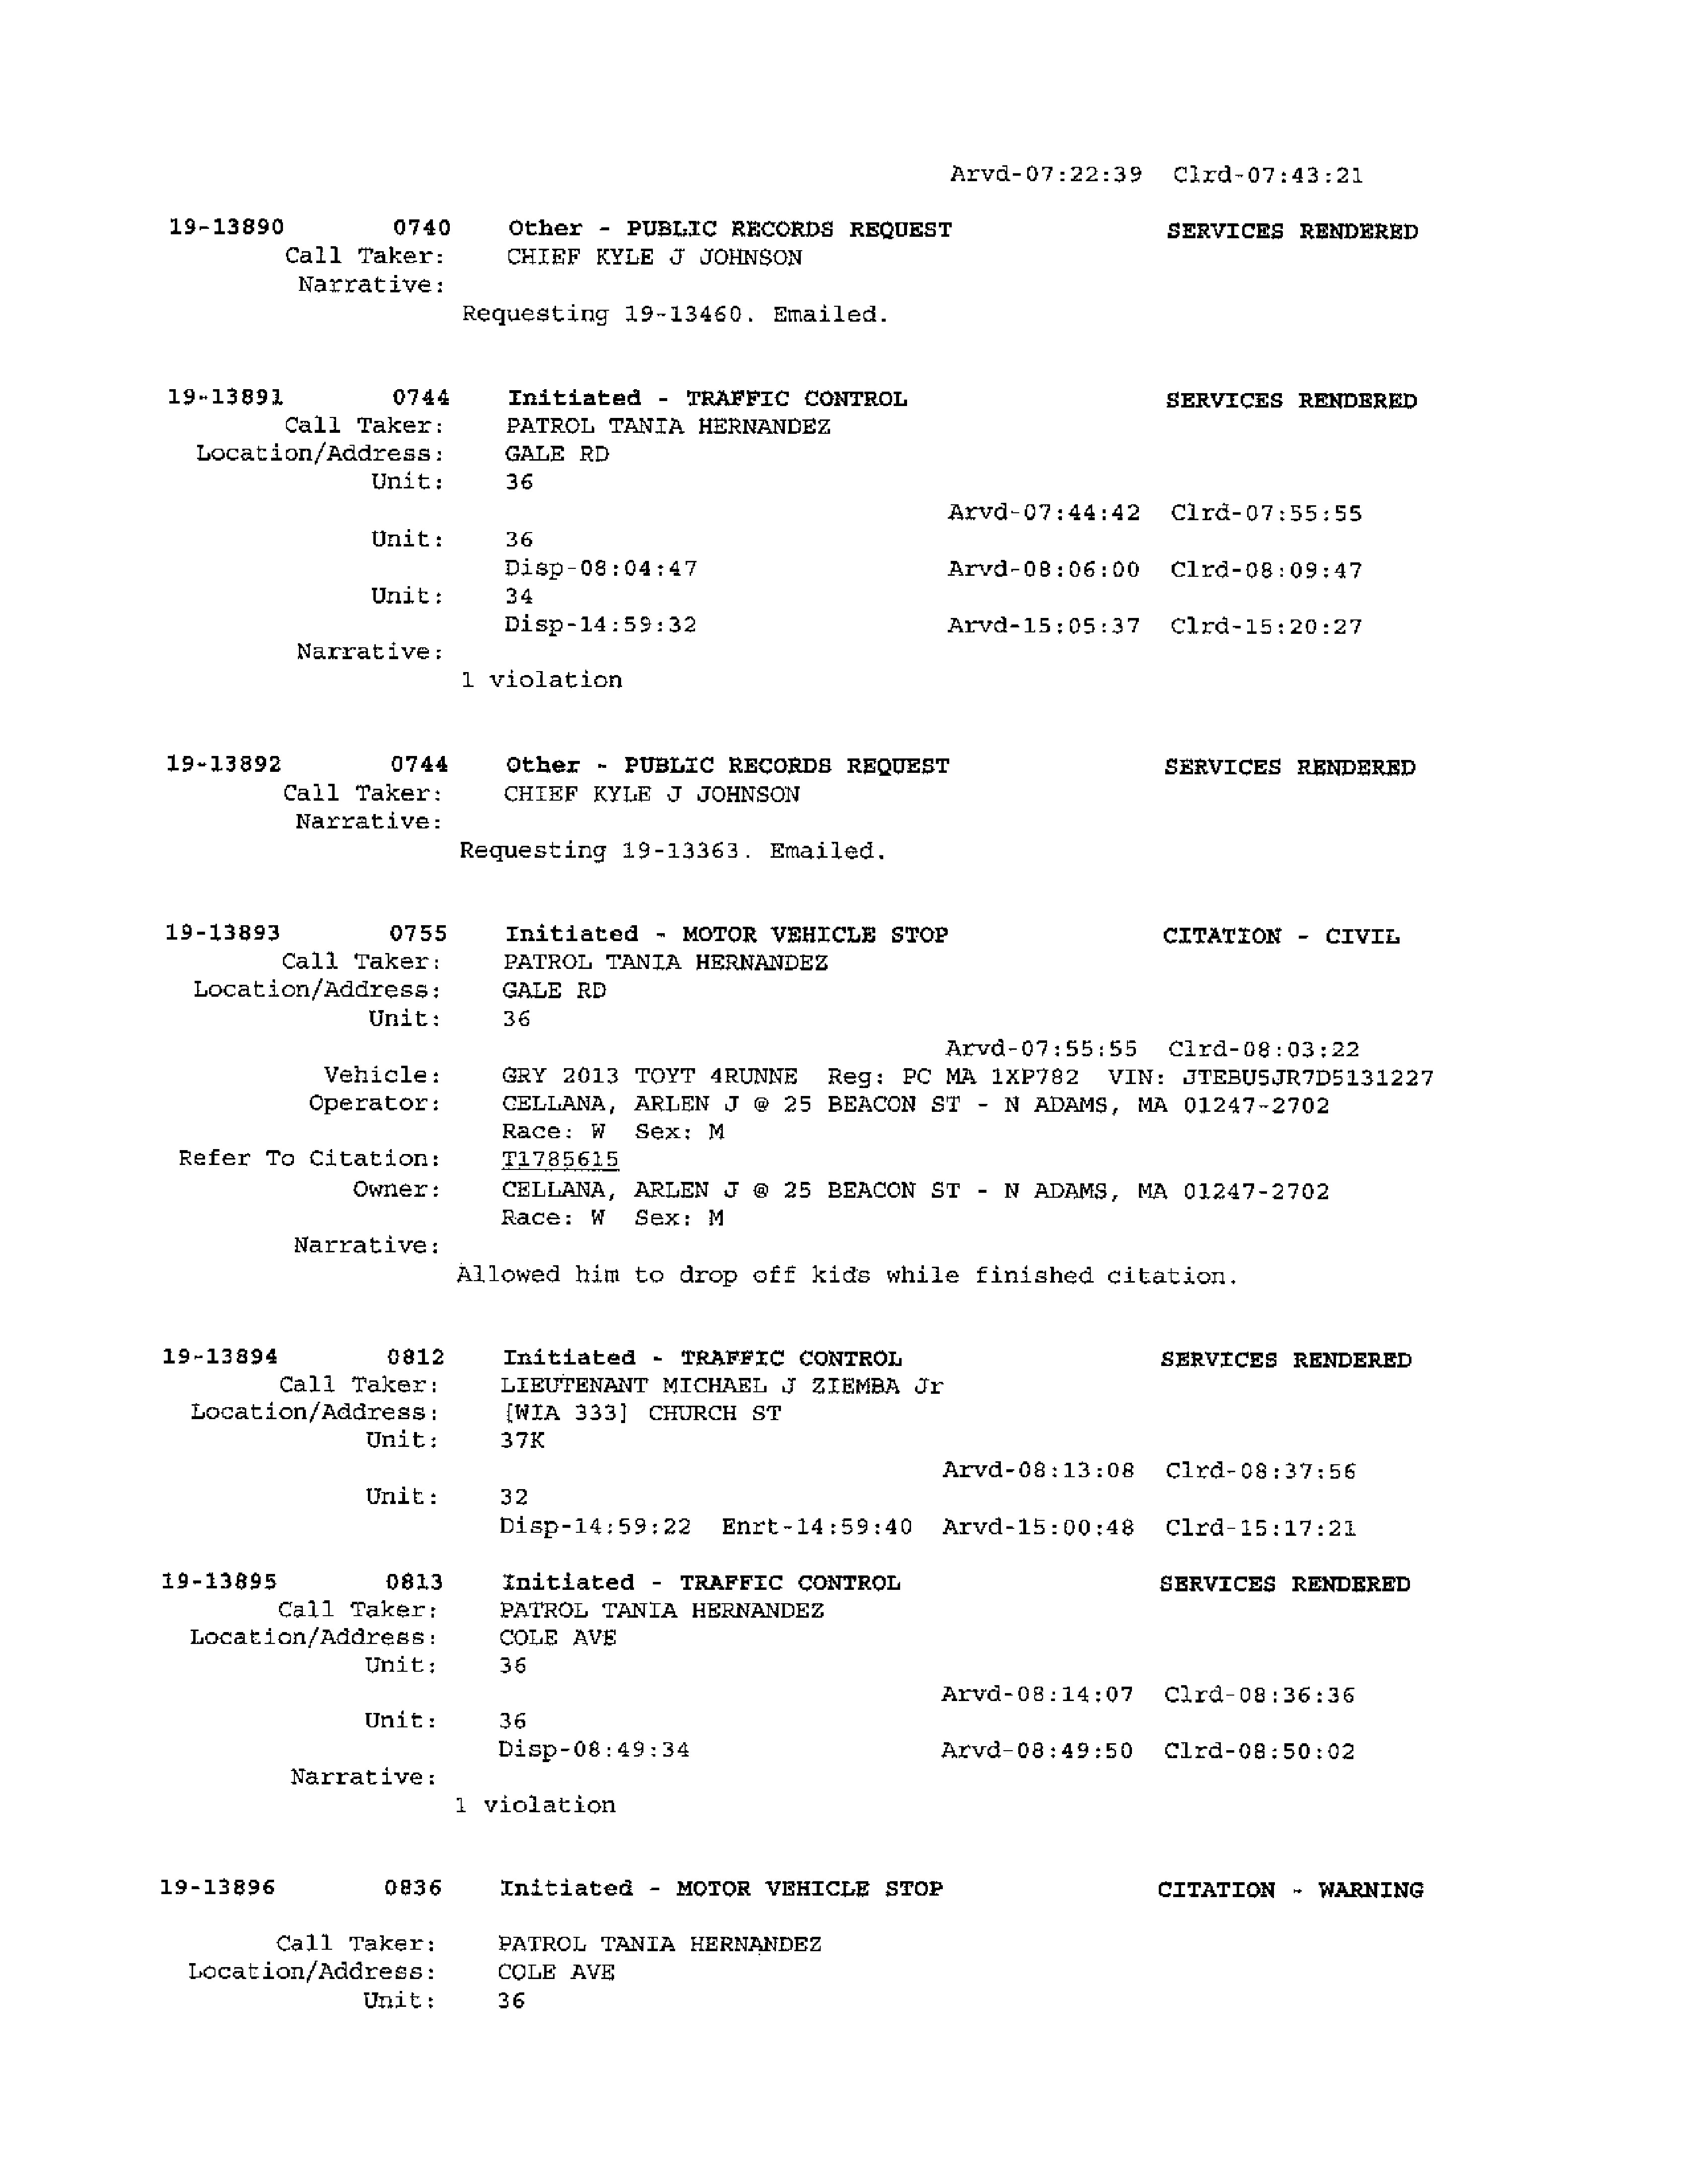 Arvd-07:22:39 Clrd-07:43:21
19-13890 0740 Other - PUBLIC RECORDS REQUEST SERVICES RENDERED
Call Taker: CHIEF KYLE J JOHNSON
Narrative:
Requesting 19-13460. Emailed.
19-13891 0744 Initiated - TRAFFIC CONTROL SERVICES RENDERED
Call Taker: PATROL TANIA HERNANDEZ
Location/Address: GALE RD
Unit: 36
Arvd-07:44:42 Clrd-07:55:55
Unit: 36
Disp-08:04:47 Arvd-08:06:00 Clrd-08:09:47
Unit: 34
Disp-14:59:32 Arvd-15:05:37 Clrd-15:20:27
Narrative:
1 violation
19-13892 0744 Other - PUBLIC RECORDS REQUEST SERVICES RENDERED
Call Taker: CHIEF KYLE J JOHNSON
Narrative:
Requesting 19-13363. Emailed.
19-13893 0755 Initiated - MOTOR VEHICLE STOP CITATION - CIVIL
Call Taker: PATROL TANIA HERNANDEZ
Location/Address: GALE RD
Unit: 36
Arvd-07:55:55 Clrd-08:03:22
Vehicle: GRY 2013 TOYT 4RUNNE Reg: PC MA 1XP782 VIN: JTEBU5JR7D5131227
Operator: CELLANA, ARLEN J @ 25 BEACON ST - N ADAMS, MA 01247-2702
Race: W Sex: M
Refer To Citation: T1785615
Owner: CELLANA, ARLEN J @ 25 BEACON ST - N ADAMS, MA 01247-2702
Race: W Sex: M
Narrative:
Allowed him to drop off kids while finished citation.
19-13894 0812 Initiated - TRAFFIC CONTROL SERVICES RENDERED
Call Taker: LIEUTENANT MICHAEL J ZIEMBA Jr
Location/Address: [WIA 333] CHURCH ST
Unit: 37K
Arvd-08:13:08 Clrd-08:37:56
Unit: 32
Disp-14:59:22 Enrt-14:59:40 Arvd-15:00:48 Clrd-15:17:21
19-13895 0813 Initiated - TRAFFIC CONTROL SERVICES RENDERED
Call Taker: PATROL TANIA HERNANDEZ
Location/Address: COLE AVE
Unit: 36
Arvd-08:14:07 Clrd-08:36:36
Unit: 36
Disp-08:49:34 Arvd-08:49:50 Clrd-08:50:02
Narrative:
1 violation
19-13896 0836 Initiated - MOTOR VEHICLE STOP CITATION - WARNING
Call Taker: PATROL TANIA HERNANDEZ
Location/Address: COLE AVE
Unit: 36